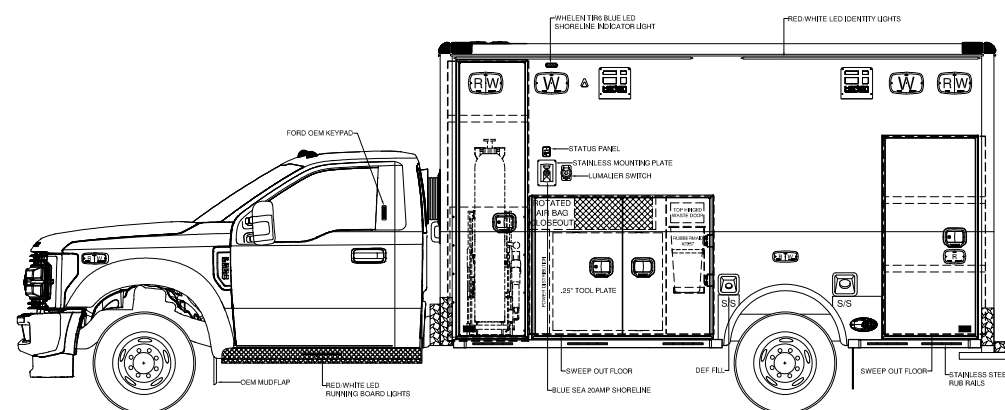 WHELEN TIR6 BLUE LED
SHORELINE INDICATOR LIGHT
RED/WHITE LED IDENTITY LIGHTS
R W
W
W
R W
FORD OEM KEYPAD
STATUS PANEL
STAINLESS MOUNTING PLATE
LUMALIER SWITCH
ROTATED
AIR BAG
CLOSEOUT
TOP HINGED
WASTE DOOR
RUBBERMAID
POWER DISTRIBUTION
.25" TOOL PLATE
R W
R W
R
S/S
S/S
OEM MUDFLAP
RED/WHITE LED
RUNNING BOARD LIGHTS
SWEEP OUT FLOOR
BLUE SEA 20AMP SHORELINE
DEF FILL
SWEEP OUT FLOOR
STAINLESS STEE
RUB RAILS